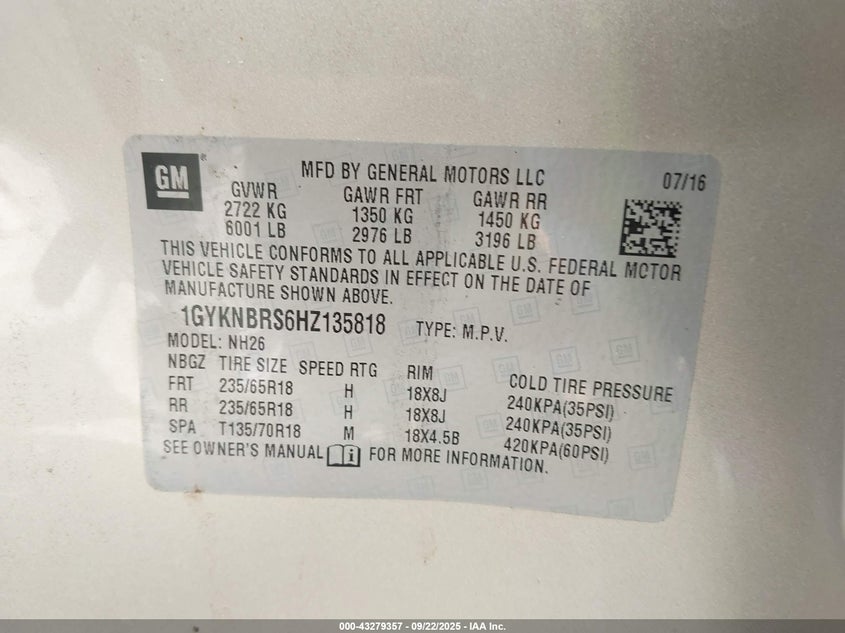 GM
MFD BY GENERAL MOTORS LLC 07/16
GVWR GAWR FRT GAWR RR
2722 KG 1350 KG 1450 KG
6001 LB 2976 LB 3196 LB
THIS VEHICLE CONFORMS TO ALL APPLICABLE U.S. FEDERAL MOTOR
VEHICLE SAFETY STANDARDS IN EFFECT ON THE DATE OF
MANUFACTURE SHOWN ABOVE.
1GYKNBRS6HZ135818 TYPE: M.P.V.
MODEL: NH26
NBGZ TIRE SIZE SPEED RTG RIM COLD TIRE PRESSURE
FRT 235/65R18 H 18X8J 240KPA(35PSI)
RR 235/65R18 H 18X8J 240KPA(35PSI)
SPA T135/70R18 M 18X4.5B 420KPA(60PSI)
SEE OWNER'S MANUAL FOR MORE INFORMATION.
000-43279357 - 09/22/2025 - IAA Inc.